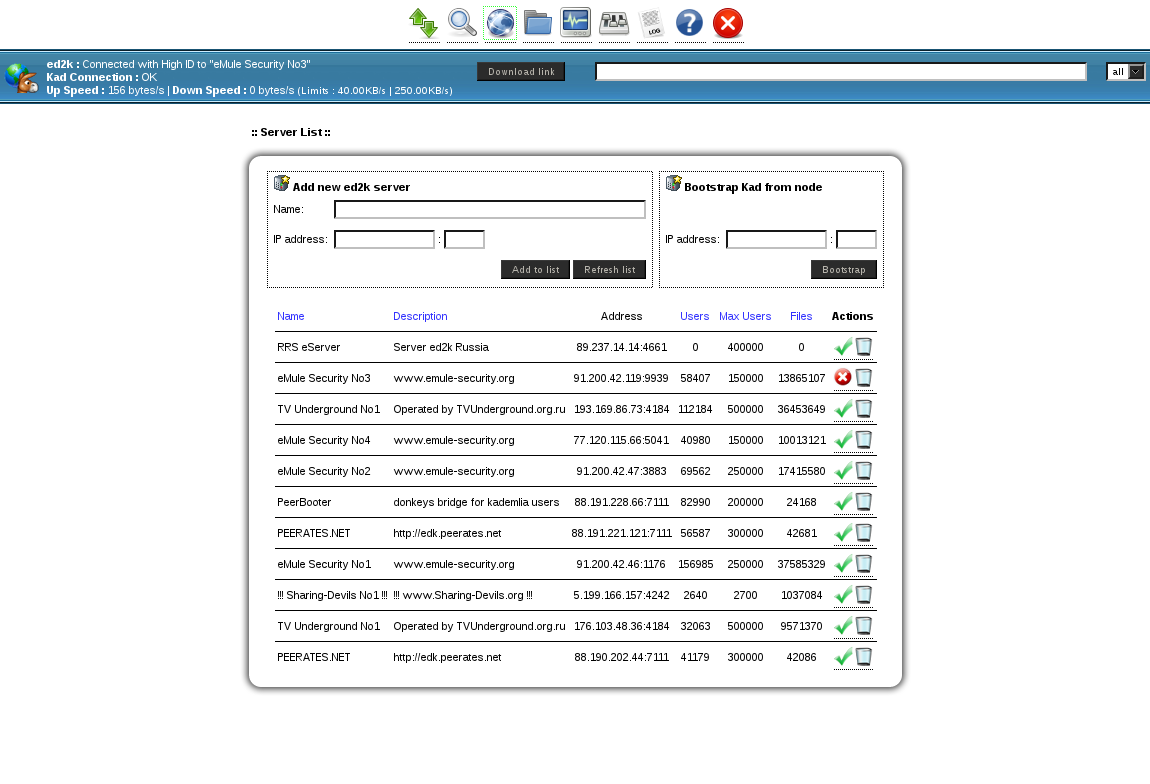 LOG
ed2k : Connected with High ID to "eMule Security No3"
Kad Connection : OK
Up Speed : 156 bytes/s | Down Speed : 0 bytes/s (Limits : 40.00KB/s | 250.00KB/s)
Download link
all
:: Server List ::
Add new ed2k server
Name:
IP address: :
Add to list Refresh list
Bootstrap Kad from node
IP address: :
Bootstrap
Name Description Address Users Max Users Files Actions
RRS eServer Server ed2k Russia 89.237.14.14:4661 0 400000 0
eMule Security No3 www.emule-security.org 91.200.42.119:9939 58407 150000 13865107
TV Underground No1 Operated by TVUnderground.org.ru 193.169.86.73:4184 112184 500000 36453649
eMule Security No4 www.emule-security.org 77.120.115.66:5041 40980 150000 10013121
eMule Security No2 www.emule-security.org 91.200.42.47:3883 69562 250000 17415580
PeerBooter donkeys bridge for kademlia users 88.191.228.66:7111 82990 200000 24168
PEERATES.NET http://edk.peerates.net 88.191.221.121:7111 56587 300000 42681
eMule Security No1 www.emule-security.org 91.200.42.46:1176 156985 250000 37585329
!!! Sharing-Devils No1 !!! !!! www.Sharing-Devils.org !!! 5.199.166.157:4242 2640 2700 1037084
TV Underground No1 Operated by TVUnderground.org.ru 176.103.48.36:4184 32063 500000 9571370
PEERATES.NET http://edk.peerates.net 88.190.202.44:7111 41179 300000 42086